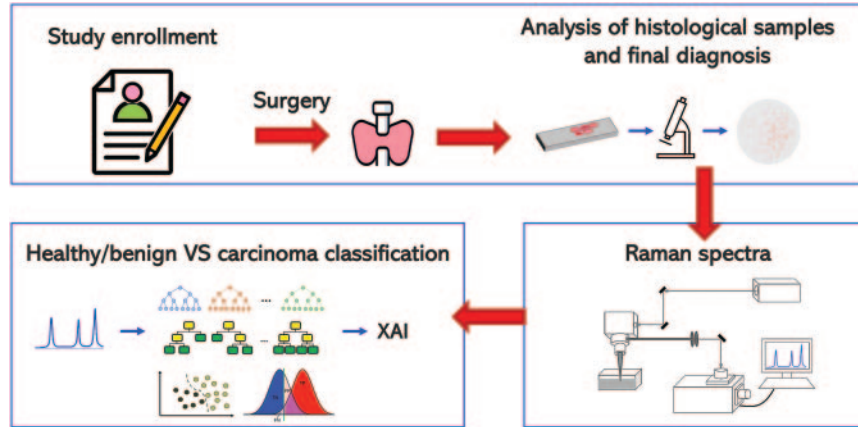 Study enrollment
Surgery
Analysis of histological samples
and final diagnosis
Raman spectra
Healthy/benign VS carcinoma classification
...
...
XAI